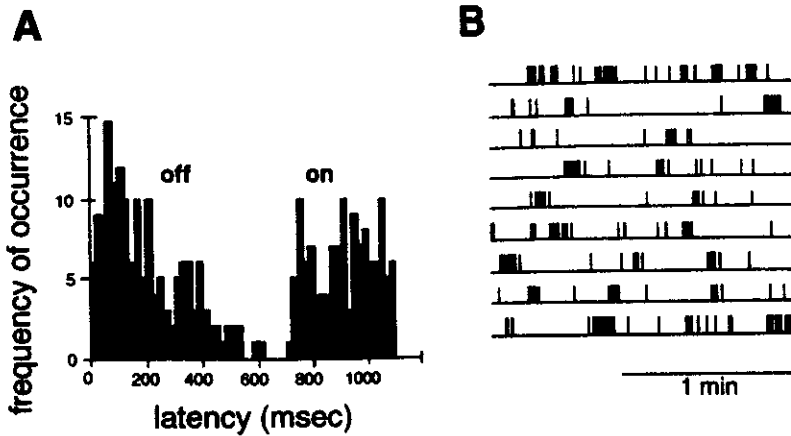 A
frequency of occurrence
15
10
5
0
off
on
0 200 400 600 800 1000
latency (msec)
B
1 min